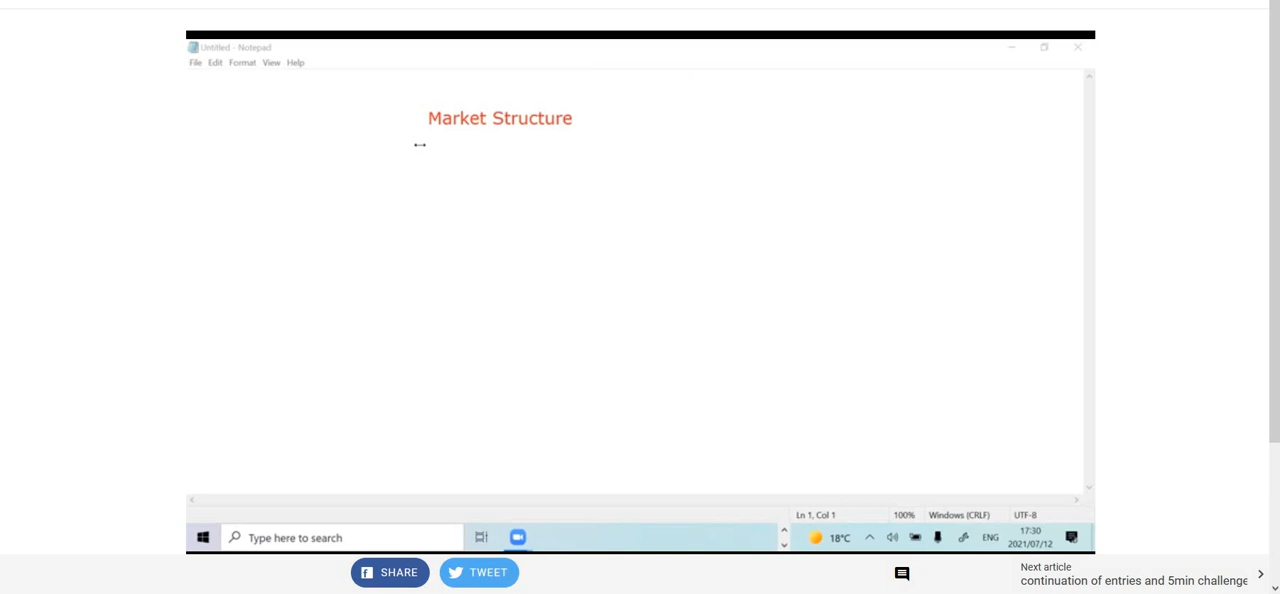 Untitled - Notepad
File Edit Format View Help
Market Structure
Ln 1, Col 1 100% Windows (CRLF) UTF-8
Type here to search
18°C ENG
17:30
2021/07/12
SHARE TWEET
Next article
continuation of entries and 5min challenge